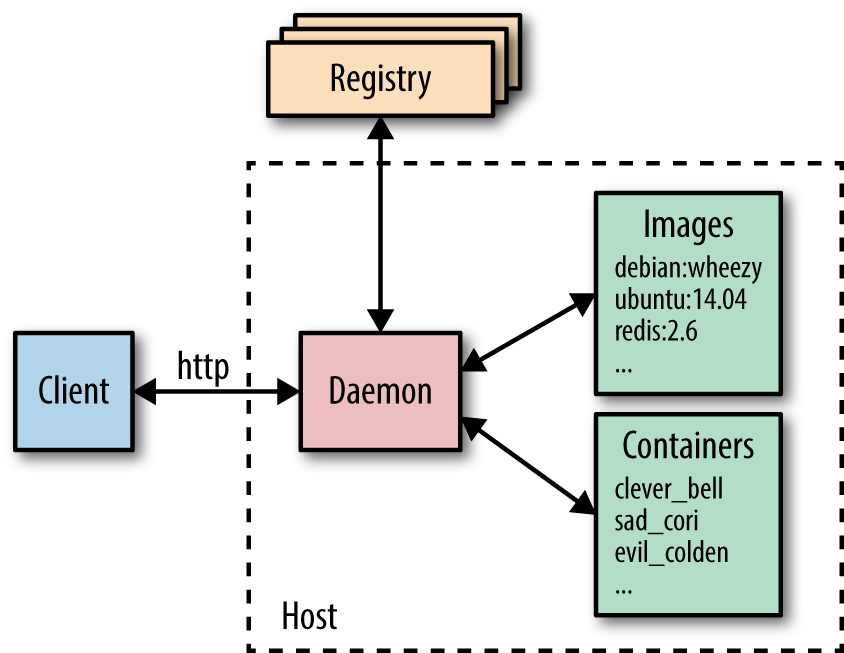 Registry
Images
debian:wheezy
ubuntu:14.04
redis:2.6
...
Client
http
Daemon
Containers
clever_bell
sad_cori
evil_colden
...
Host